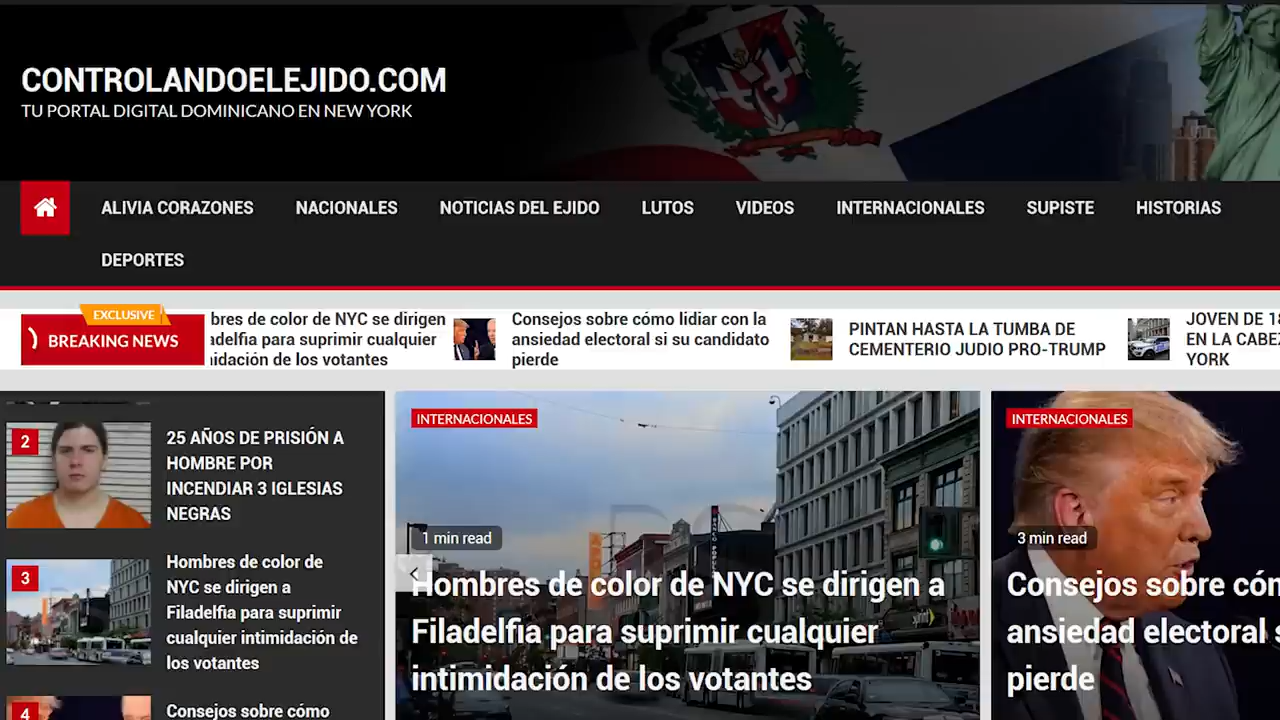 CONTROLANDOELEJIDO.COM
TU PORTAL DIGITAL DOMINICANO EN NEW YORK
ALIVIA CORAZONES
NACIONALES
NOTICIAS DEL EJIDO
LUTOS
VIDEOS
INTERNACIONALES
SUPISTE
HISTORIAS
DEPORTES
EXCLUSIVE
BREAKING NEWS
bres de color de NYC se dirigen
adelfia para suprimir cualquier
idación de los votantes
Consejos sobre cómo lidiar con la
ansiedad electoral si su candidato
pierde
PINTAN HASTA LA TUMBA DE
CEMENTERIO JUDIO PRO-TRUMP
JOVEN DE 18
EN LA CABEZ
YORK
2
25 AÑOS DE PRISIÓN A
HOMBRE POR
INCENDIAR 3 IGLESIAS
NEGRAS
3
Hombres de color de
NYC se dirigen a
Filadelfia para suprimir
cualquier intimidación de
los votantes
4
Consejos sobre cómo
INTERNACIONALES
1 min read
Hombres de color de NYC se dirigen a
Filadelfia para suprimir cualquier
intimidación de los votantes
INTERNACIONALES
3 min read
Consejos sobre cón
ansiedad electoral s
pierde